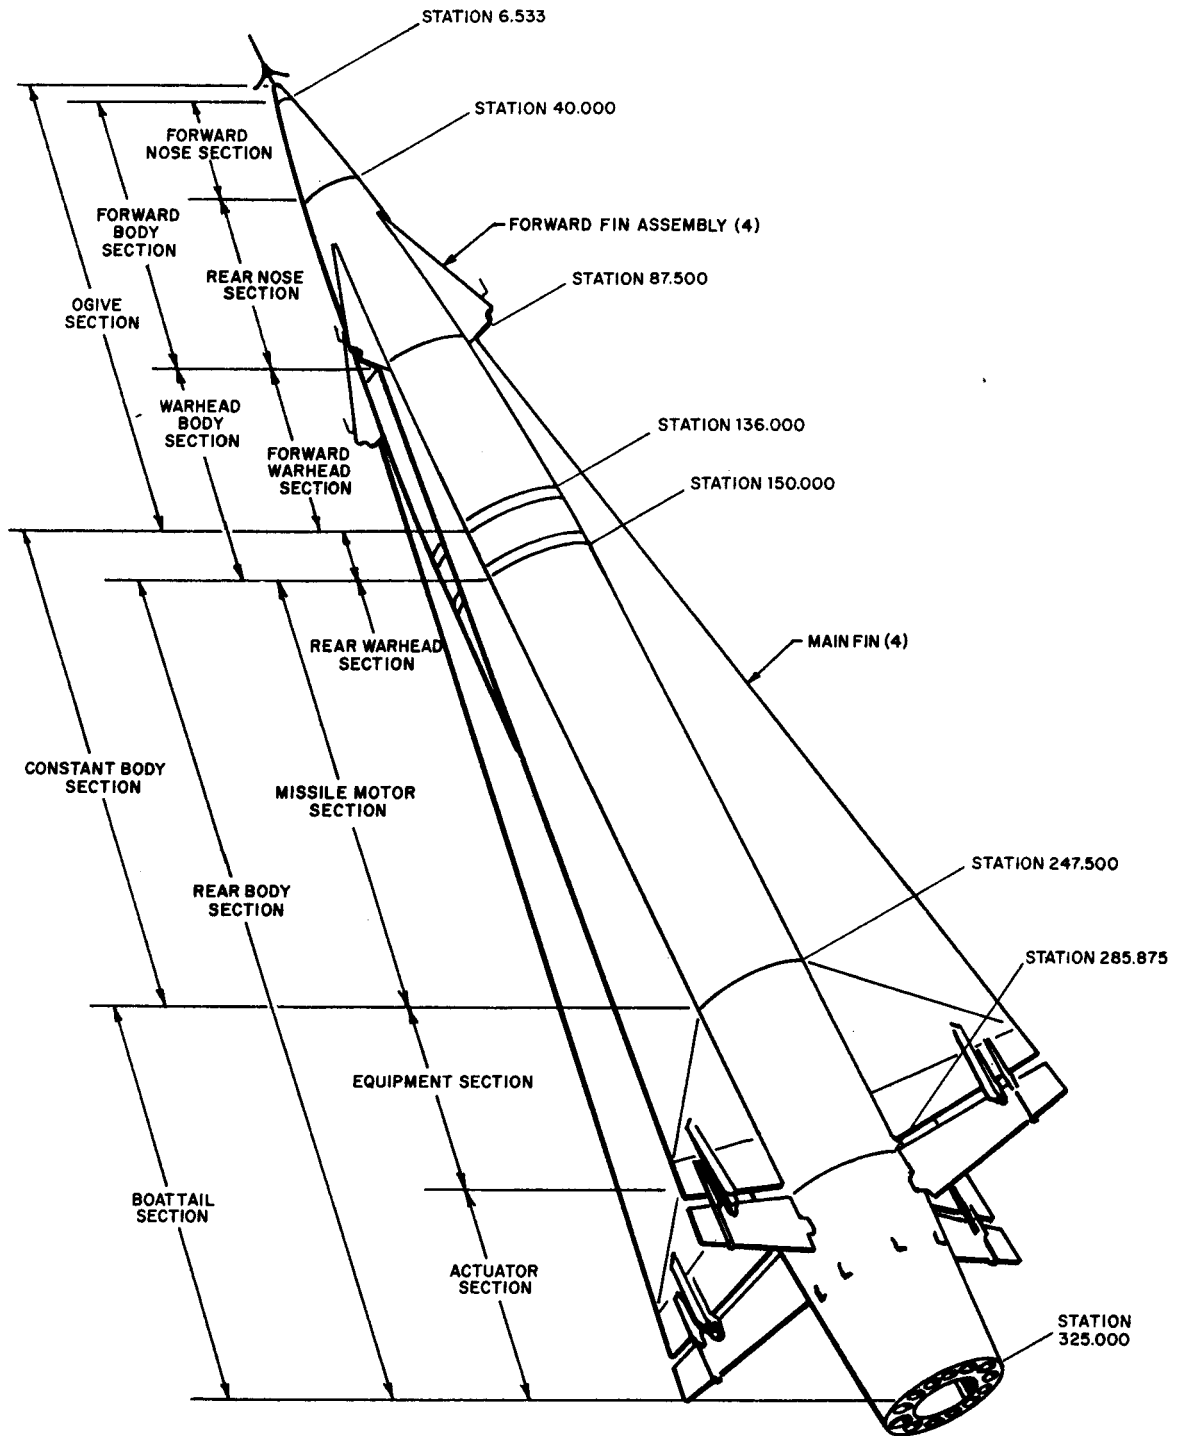 STATION 6.533
STATION 40.000
FORWARD
NOSE SECTION
FORWARD
BODY
SECTION
FORWARD FIN ASSEMBLY (4)
REAR NOSE
SECTION
STATION 87.500
OGIVE
SECTION
WARHEAD
BODY
SECTION
STATION 136.000
FORWARD
WARHEAD
SECTION
STATION 150.000
REAR WARHEAD
SECTION
MAIN FIN (4)
CONSTANT BODY
SECTION
MISSILE MOTOR
SECTION
STATION 247.500
REAR BODY
SECTION
STATION 285.875
EQUIPMENT SECTION
BOAT TAIL
SECTION
ACTUATOR
SECTION
STATION
325.000